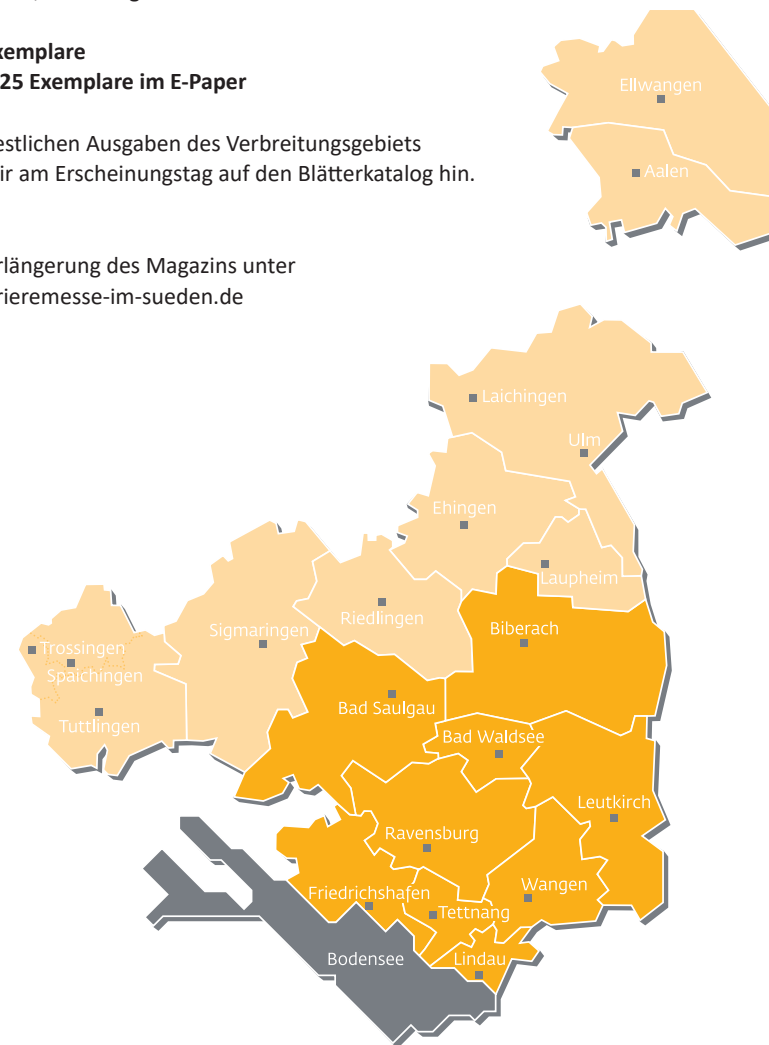 xemplare
25 Exemplare im E-Paper
estlichen Ausgaben des Verbreitungsgebiets
ir am Erscheinungstag auf den Blätterkatalog hin.
rlängerung des Magazins unter
rieremesse-im-sueden.de
Ellwangen
Aalen
Laichingen
Ulm
Ehingen
Laupheim
Riedlingen
Biberach
Sigmaringen
Trossingen
Spaichingen
Tuttlingen
Bad Saulgau
Bad Waldsee
Leutkirch
Ravensburg
Friedrichshafen
Wangen
Tettnang
Bodensee
Lindau